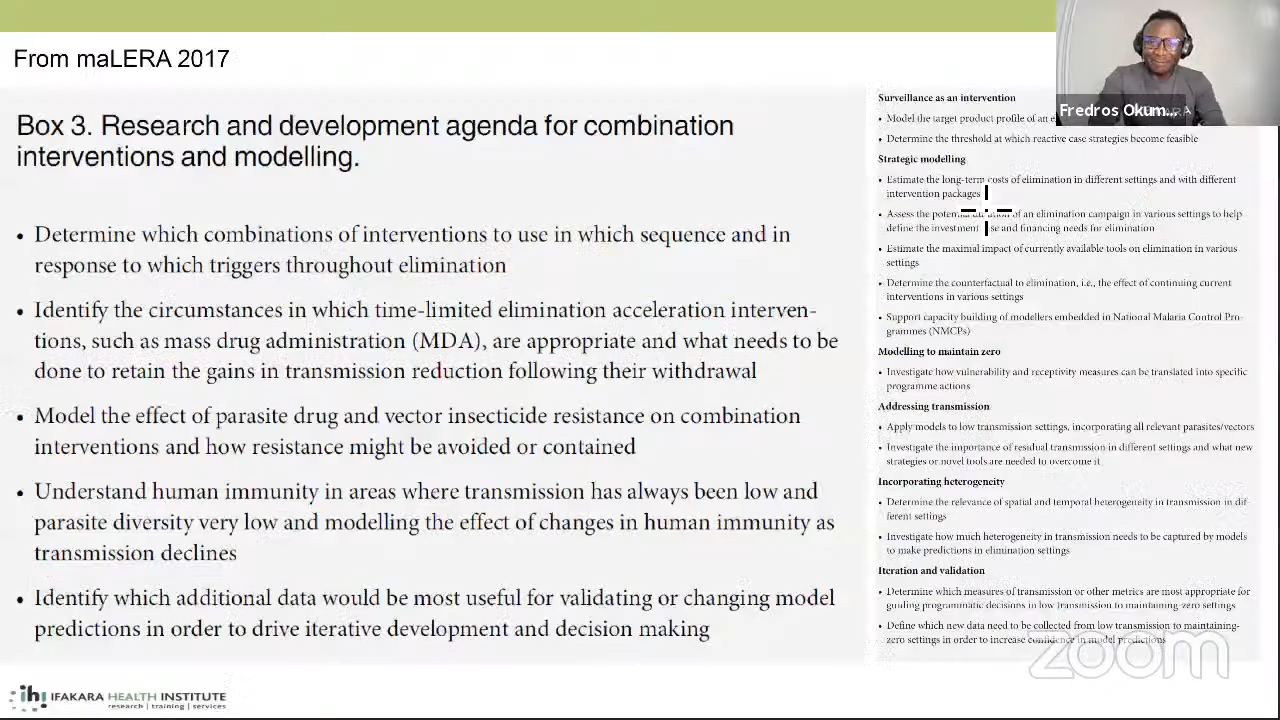 From maLERA 2017
Box 3. Research and development agenda for combination
interventions and modelling.
• Determine which combinations of interventions to use in which sequence and in
response to which triggers throughout elimination
• Identify the circumstances in which time-limited elimination acceleration interven-
tions, such as mass drug administration (MDA), are appropriate and what needs to be
done to retain the gains in transmission reduction following their withdrawal
• Model the effect of parasite drug and vector insecticide resistance on combination
interventions and how resistance might be avoided or contained
• Understand human immunity in areas where transmission has always been low and
parasite diversity very low and modelling the effect of changes in human immunity as
transmission declines
• Identify which additional data would be most useful for validating or changing model
predictions in order to drive iterative development and decision making
Surveillance as an intervention
• Model the target product profile of an
• Determine the threshold at which reactive case strategies become feasible
Strategic modelling
• Estimate the long-term costs of elimination in different settings and with different
intervention packages
• Assess the potential duration of an elimination campaign in various settings to help
define the investment and financing needs for elimination
• Estimate the maximal impact of currently available tools on elimination in various
settings
• Determine the counterfactual to elimination, i.e., the effect of continuing current
interventions in various settings
• Support capacity building of modellers embedded in National Malaria Control Pro-
grammes (NMCPs)
Modelling to maintain zero
• Investigate how vulnerability and receptivity measures can be translated into specific
programme actions
Addressing transmission
• Apply models to low transmission settings, incorporating all relevant parasites/vectors
• Investigate the importance of residual transmission in different settings and what new
strategies or novel tools are needed to overcome it
Incorporating heterogeneity
• Determine the relevance of spatial and temporal heterogeneity in transmission in dif-
ferent settings
• Investigate how much heterogeneity in transmission needs to be captured by models
to make predictions in elimination settings
Iteration and validation
• Determine which measures of transmission or other metrics are most appropriate for
guiding programmatic decisions in low transmission to maintaining-zero settings
• Define which new data need to be collected from low transmission to maintaining-
zero settings in order to increase confidence in model predictions
Fredros Okum...
zoom
ihi IFAKARA HEALTH INSTITUTE
research | training | services